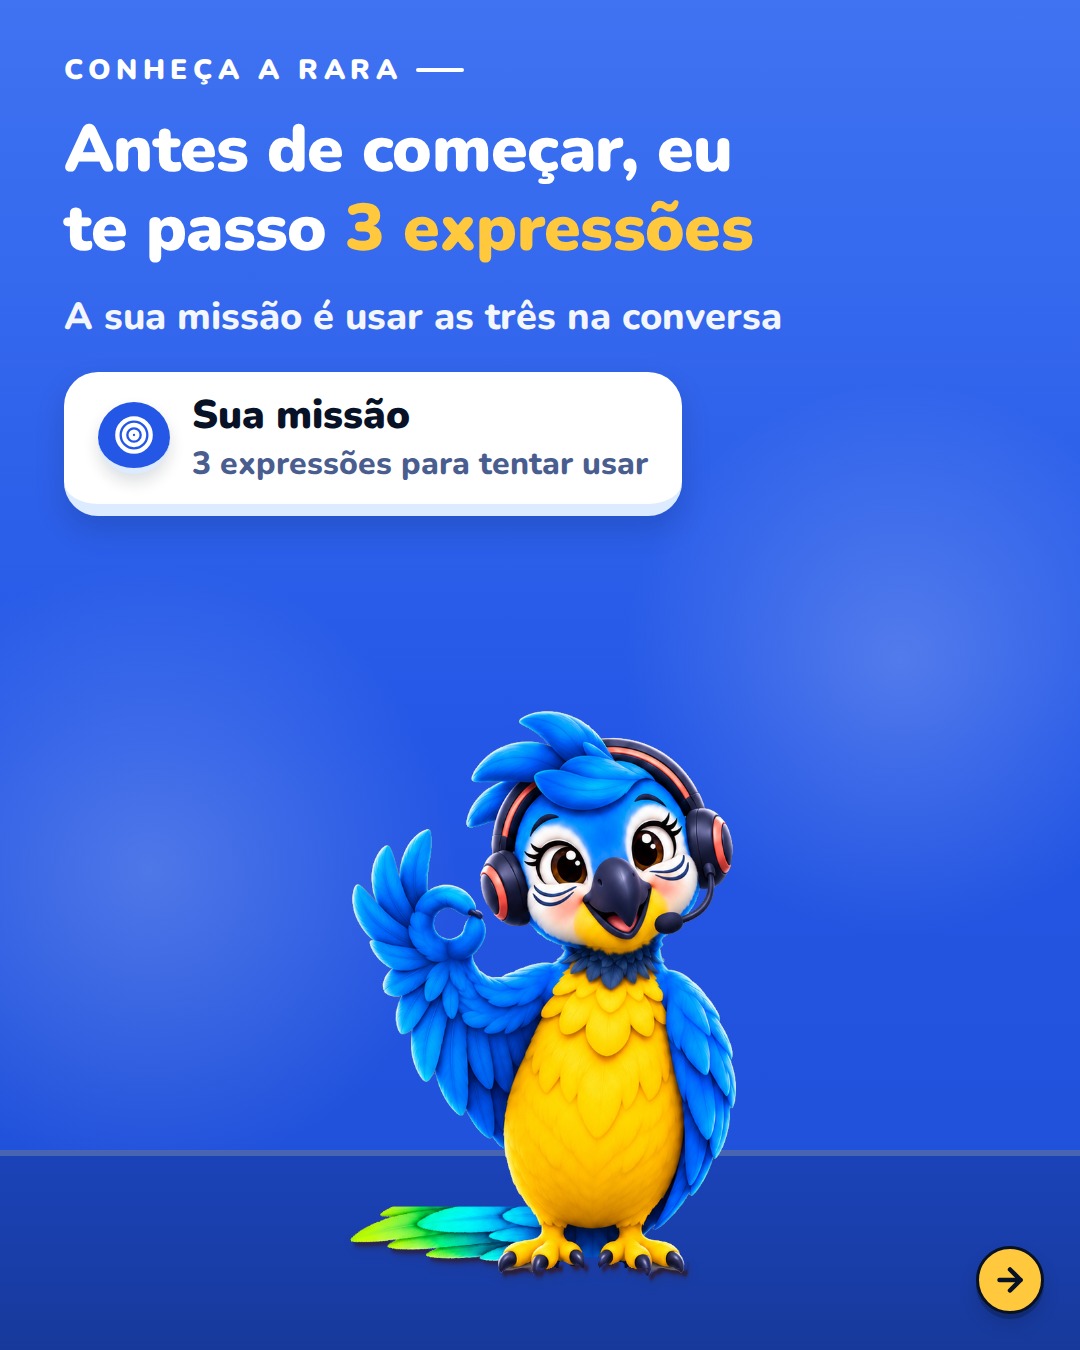 CONHEÇA A RARA
Antes de começar, eu
te passo 3 expressões
A sua missão é usar as três na conversa
Sua missão
3 expressões para tentar usar